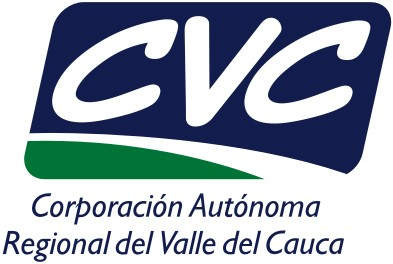 CVC
Corporación Autónoma
Regional del Valle del Cauca